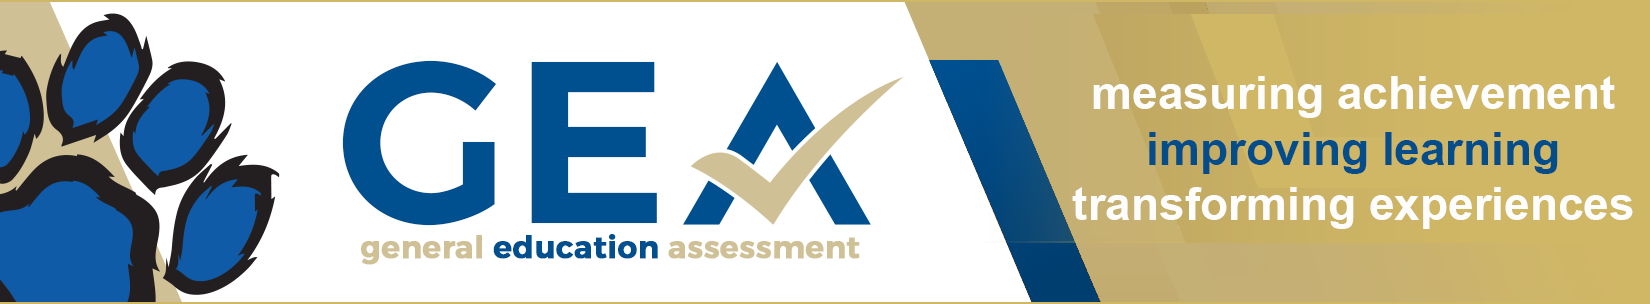 GEA
general education assessment
measuring achievement
improving learning
transforming experiences